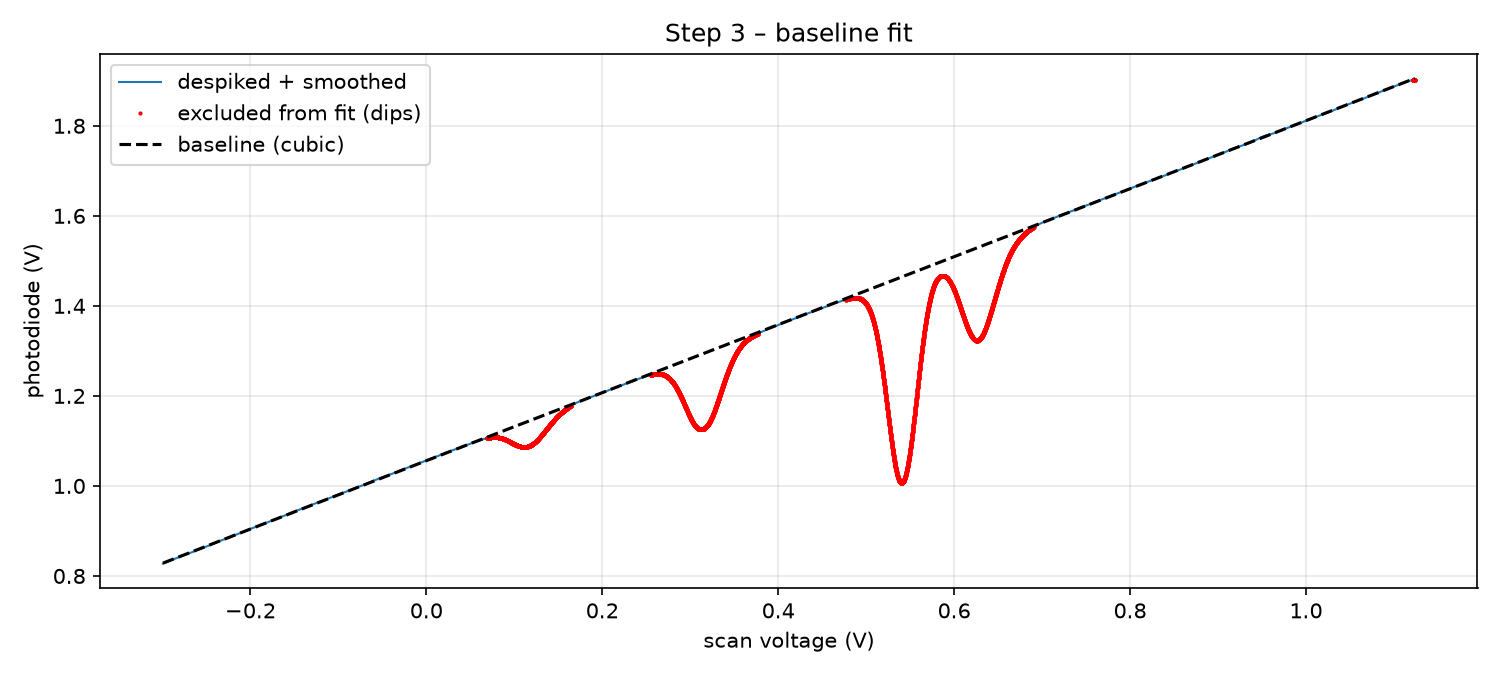 Step 3 – baseline fit
despiked + smoothed
excluded from fit (dips)
baseline (cubic)
photodiode (V)
1.8
1.6
1.4
1.2
1.0
0.8
−0.2
0.0
0.2
0.4
0.6
0.8
1.0
scan voltage (V)